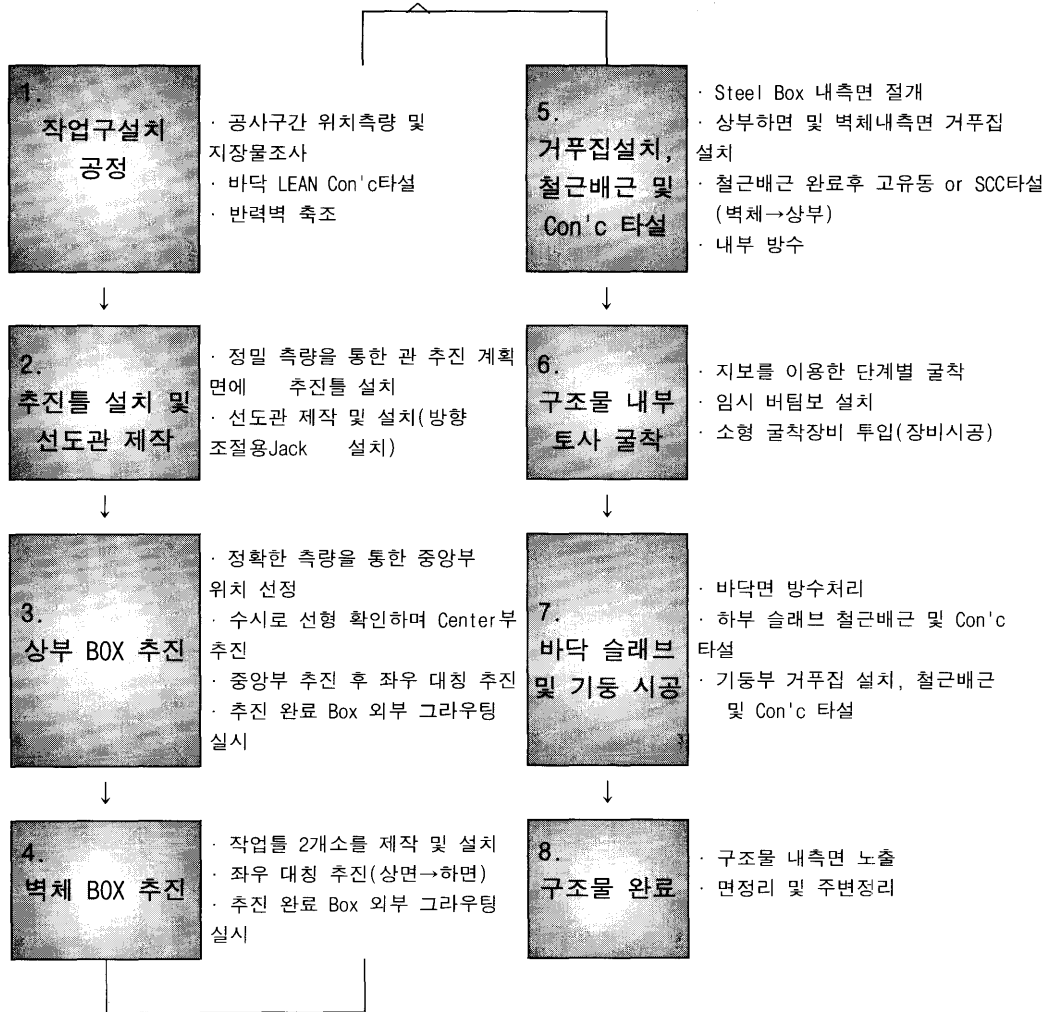 1.
작업구설치
공정
· 공사구간 위치측량 및
지장물조사
· 바닥 LEAN Con'c타설
· 반력벽 축조
↓
2.
추진틀 설치 및
선도관 제작
· 정밀 측량을 통한 관 추진 계획
면에 추진틀 설치
· 선도관 제작 및 설치(방향
조절용Jack 설치)
↓
3.
상부 BOX 추진
· 정확한 측량을 통한 중앙부
위치 선정
· 수시로 선형 확인하며 Center부
추진
· 중앙부 추진 후 좌우 대칭 추진
· 추진 완료 Box 외부 그라우팅
실시
↓
4.
벽체 BOX 추진
· 작업틀 2개소를 제작 및 설치
· 좌우 대칭 추진(상면→하면)
· 추진 완료 Box 외부 그라우팅
실시
5.
거푸집설치,
철근배근 및
Con'c 타설
· Steel Box 내측면 절개
· 상부하면 및 벽체내측면 거푸집
설치
· 철근배근 완료후 고유동 or SCC타설
(벽체→상부)
· 내부 방수
↓
6.
구조물 내부
토사 굴착
· 지보를 이용한 단계별 굴착
· 임시 버팀보 설치
· 소형 굴착장비 투입(장비시공)
↓
7.
바닥 슬래브
및 기둥 시공
· 바닥면 방수처리
· 하부 슬래브 철근배근 및 Con'c
타설
· 기둥부 거푸집 설치, 철근배근
및 Con'c 타설
↓
8.
구조물 완료
· 구조물 내측면 노출
· 면정리 및 주변정리